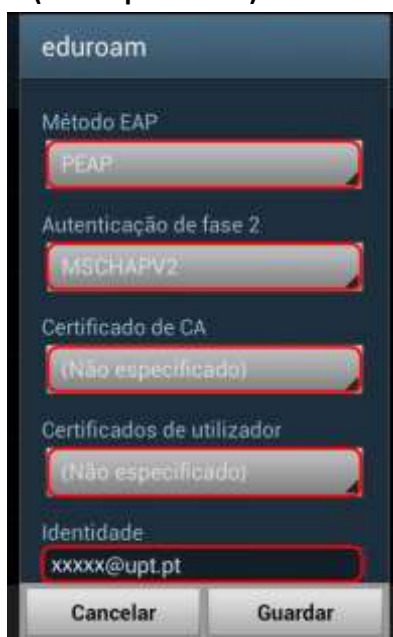 eduroam
Método EAP
PEAP
Autenticação de fase 2
MSCHAPV2
Certificado de CA
(Não especificado)
Certificados de utilizador
(Não especificado)
Identidade
xxxxx@upt.pt
Cancelar Guardar